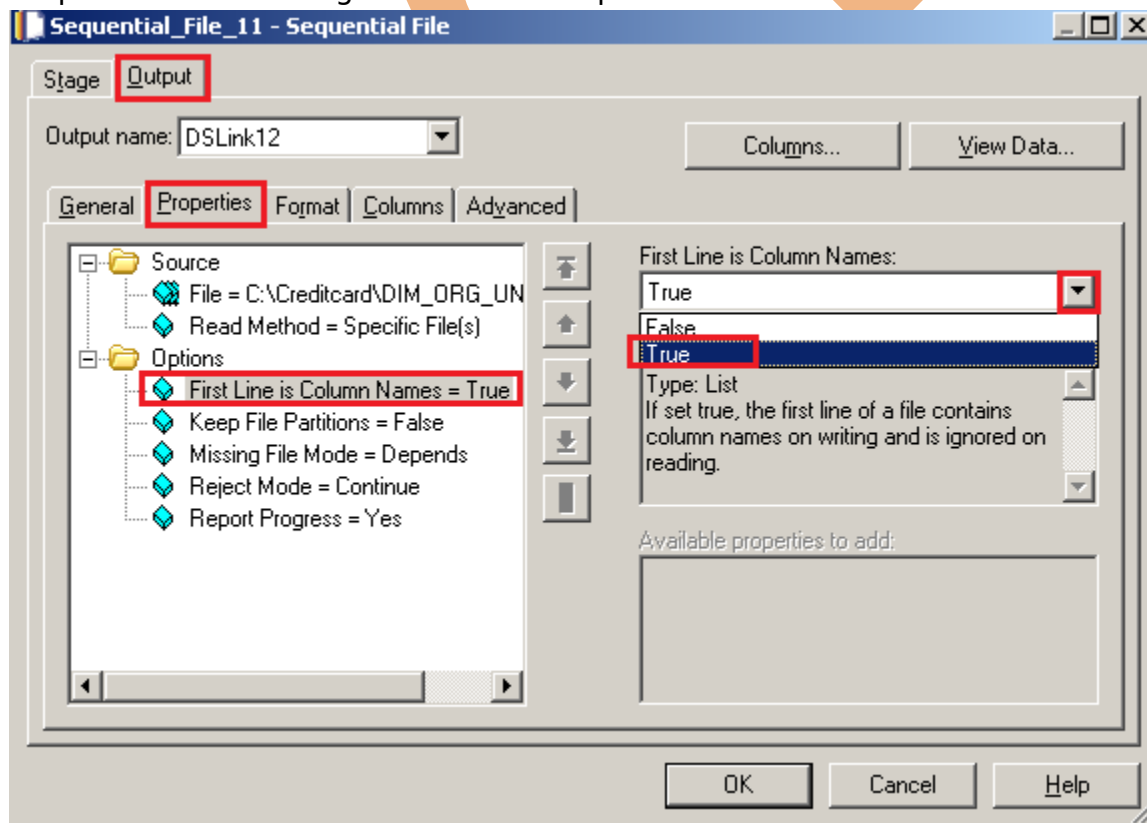 Sequential_File_11 - Sequential File
Stage Output
Output name: DSLink12
Columns... View Data...
General Properties Format Columns Advanced
Source
File = C:\Creditcard\DIM_ORG_UN
Read Method = Specific File(s)
Options
First Line is Column Names = True
Keep File Partitions = False
Missing File Mode = Depends
Reject Mode = Continue
Report Progress = Yes
First Line is Column Names:
True
False
True
Type: List
If set true, the first line of a file contains
column names on writing and is ignored on
reading.
Available properties to add:
OK Cancel Help